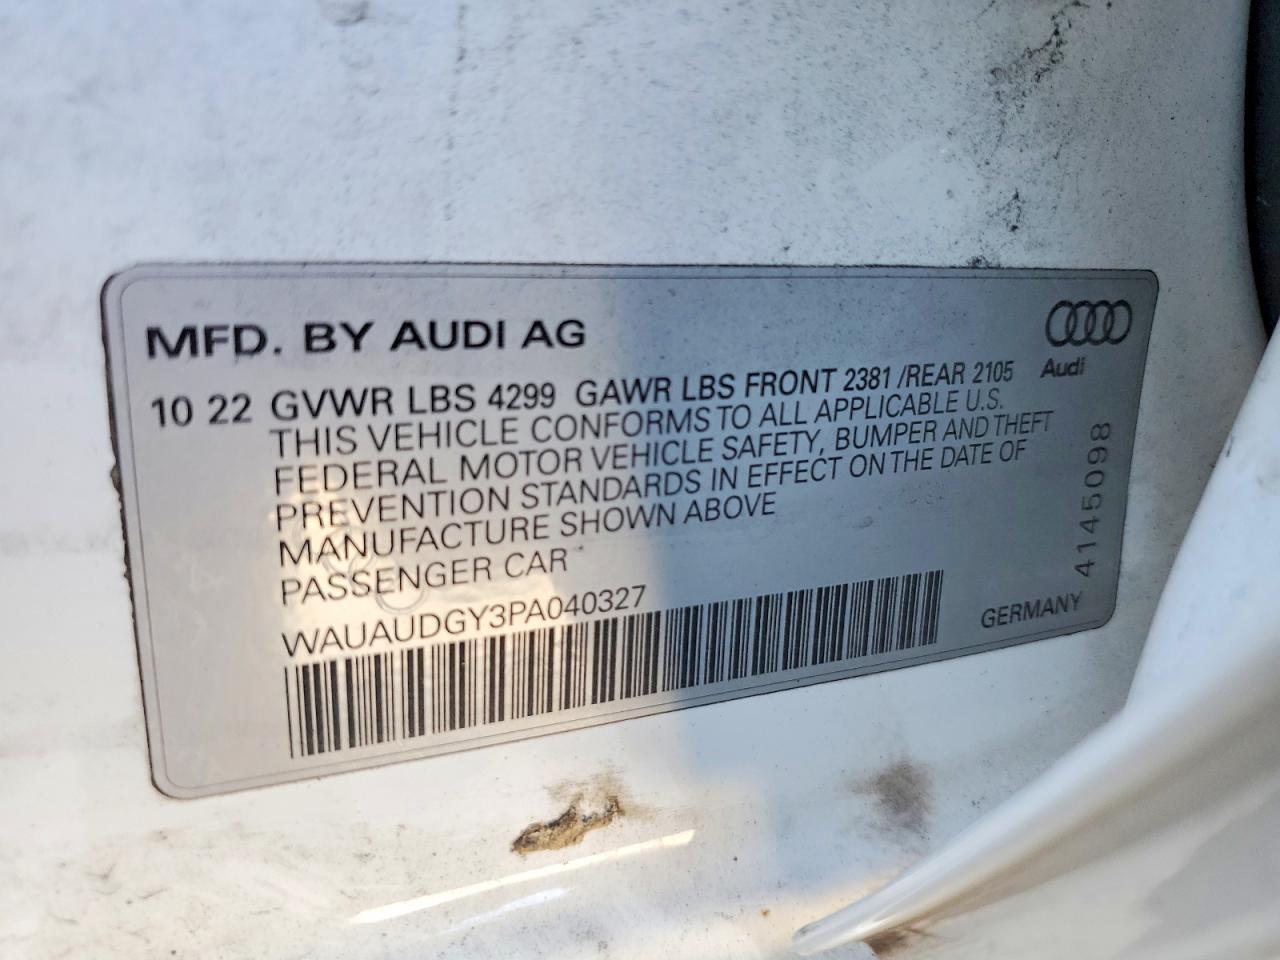 MFD. BY AUDI AG
Audi
10 22 GVWR LBS 4299 GAWR LBS FRONT 2381 /REAR 2105
THIS VEHICLE CONFORMS TO ALL APPLICABLE U.S.
FEDERAL MOTOR VEHICLE SAFETY, BUMPER AND THEFT
PREVENTION STANDARDS IN EFFECT ON THE DATE OF
MANUFACTURE SHOWN ABOVE
PASSENGER CAR
WAUAUDGY3PA040327
GERMANY
4145098